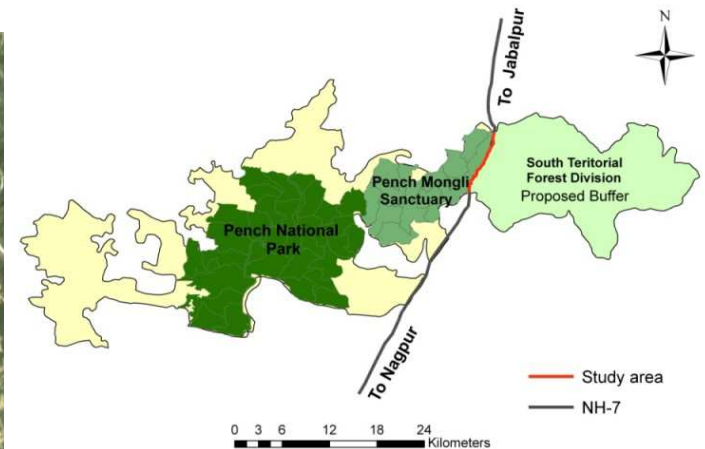 N
To Jabalpur
South Teritorial
Forest Division
Proposed Buffer
Pench Mongli
Sanctuary
Pench National
Park
To Nagpur
Study area
NH-7
0 3 6 12 18 24
Kilometers